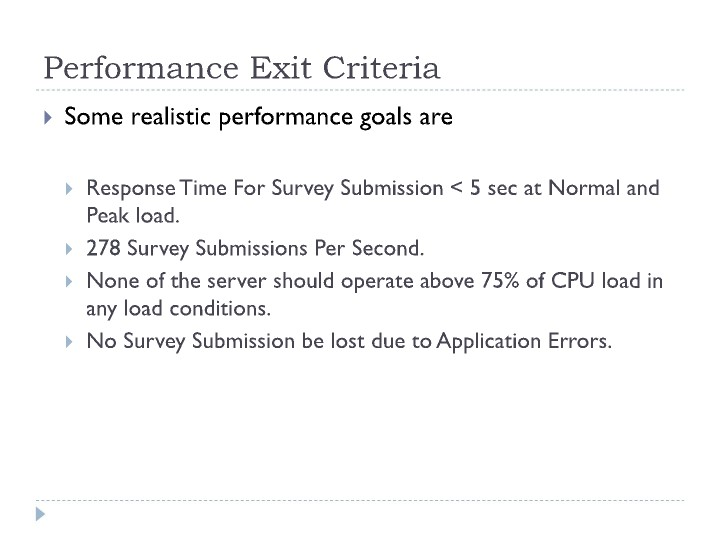 Performance Exit Criteria
Some realistic performance goals are
Response Time For Survey Submission < 5 sec at Normal and
Peak load.
278 Survey Submissions Per Second.
None of the server should operate above 75% of CPU load in
any load conditions.
No Survey Submission be lost due to Application Errors.